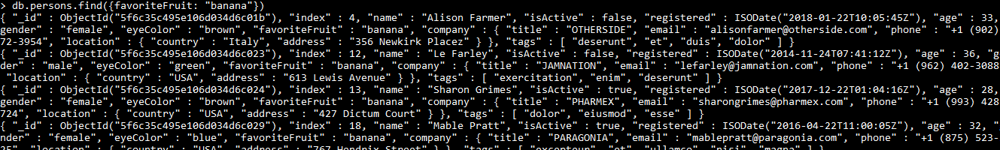 > db.persons.find({favoriteFruit: "banana"})
{ "_id" : ObjectId("5f6c35c495e106d034d6c01b"), "index" : 4, "name" : "Alison Farmer", "isActive" : false, "registered" : ISODate("2018-01-22T10:05:45Z"), "age" : 33,
gender" : "female", "eyeColor" : "brown", "favoriteFruit" : "banana", "company" : { "title" : "OTHERSIDE", "email" : "alisonfarmer@otherside.com", "phone" : "+1 (902)
72-3954", "location" : { "country" : "Italy", "address" : "356 Newkirk Placez" } }, "tags" : [ "deserunt", "et", "duis", "dolor" ] }
{ "_id" : ObjectId("5f6c35c495e106d034d6c023"), "index" : 12, "name" : "Le Farley", "isActive" : false, "registered" : ISODate("2014-11-24T07:41:12Z"), "age" : 36, "g
der" : "male", "eyeColor" : "green", "favoriteFruit" : "banana", "company" : { "title" : "JAMNATION", "email" : "lefarley@jamnation.com", "phone" : "+1 (962) 402-3088
"location" : { "country" : "USA", "address" : "613 Lewis Avenue" } }, "tags" : [ "exercitation", "enim", "deserunt" ] }
{ "_id" : ObjectId("5f6c35c495e106d034d6c024"), "index" : 13, "name" : "Sharon Grimes", "isActive" : true, "registered" : ISODate("2017-12-22T01:04:16Z"), "age" : 28,
gender" : "female", "eyeColor" : "brown", "favoriteFruit" : "banana", "company" : { "title" : "PHARMEX", "email" : "sharongrimes@pharmex.com", "phone" : "+1 (993) 428
724", "location" : { "country" : "USA", "address" : "427 Dictum Court" } }, "tags" : [ "dolor", "eiusmod", "esse" ] }
{ "_id" : ObjectId("5f6c35c495e106d034d6c029"), "index" : 18, "name" : "Mable Pratt", "isActive" : true, "registered" : ISODate("2016-04-22T11:00:05Z"), "age" : 32, "
nder" : "female", "eyeColor" : "blue", "favoriteFruit" : "banana", "company" : { "title" : "PARAGONIA", "email" : "mablepratt@paragonia.com", "phone" : "+1 (875) 523-
"location" : { "country" : "USA", "address" : "767 Hendrix Street" } }, "tags" : [ "excepteur", "et", "ullamco", "nisi", "magna" ] }